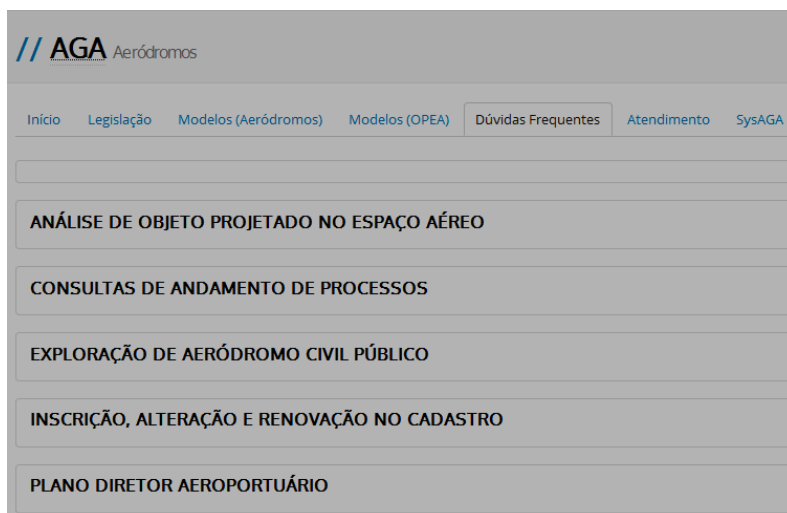 // AGA Aeródromos
Início Legislação Modelos (Aeródromos) Modelos (OPEA) Dúvidas Frequentes Atendimento SysAGA
ANÁLISE DE OBJETO PROJETADO NO ESPAÇO AÉREO
CONSULTAS DE ANDAMENTO DE PROCESSOS
EXPLORAÇÃO DE AERÓDROMO CIVIL PÚBLICO
INSCRIÇÃO, ALTERAÇÃO E RENOVAÇÃO NO CADASTRO
PLANO DIRETOR AEROPORTUÁRIO